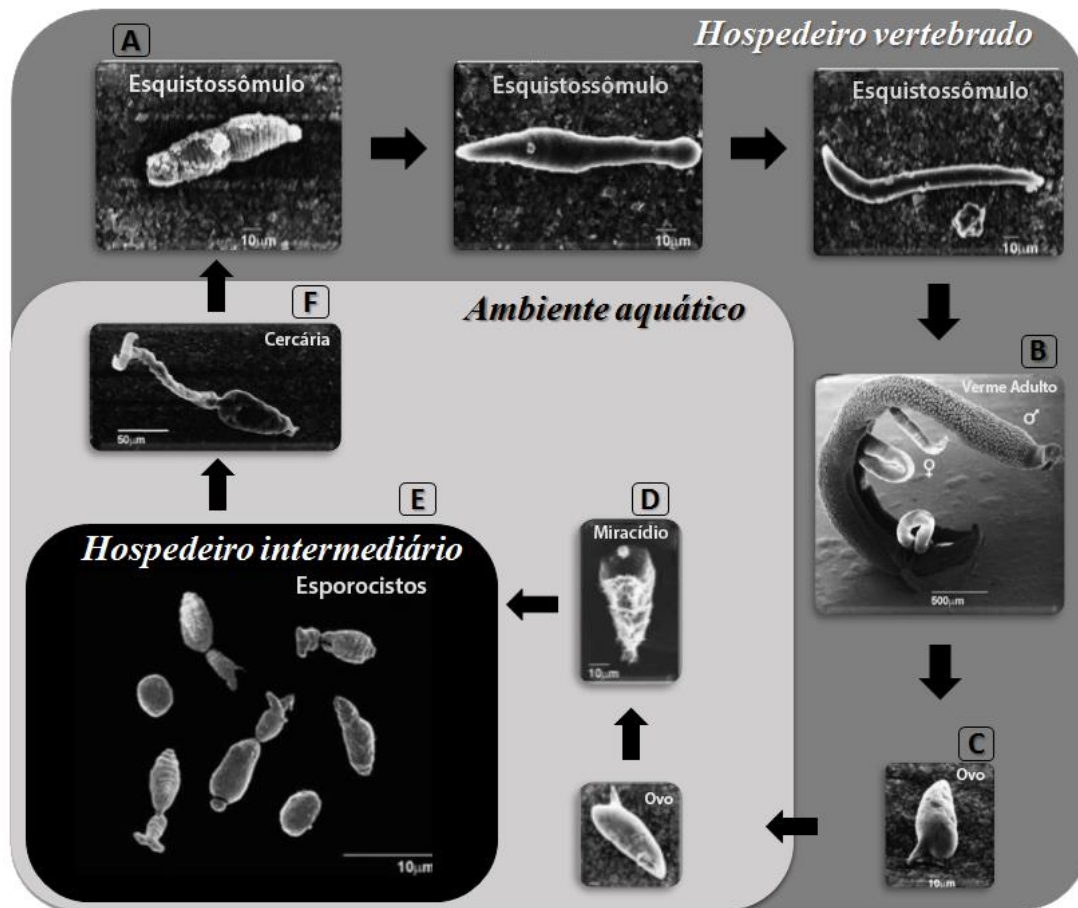 A
Hospedeiro vertebrado
Esquistossômulo
10µm
Esquistossômulo
10µm
Esquistossômulo
10µm
F
Ambiente aquático
Cercária
50µm
B
Verme Adulto
♂
♀
500µm
E
Hospedeiro intermediário
Esporocistos
10µm
D
Miracídio
10µm
C
Ovo
10µm
Ovo